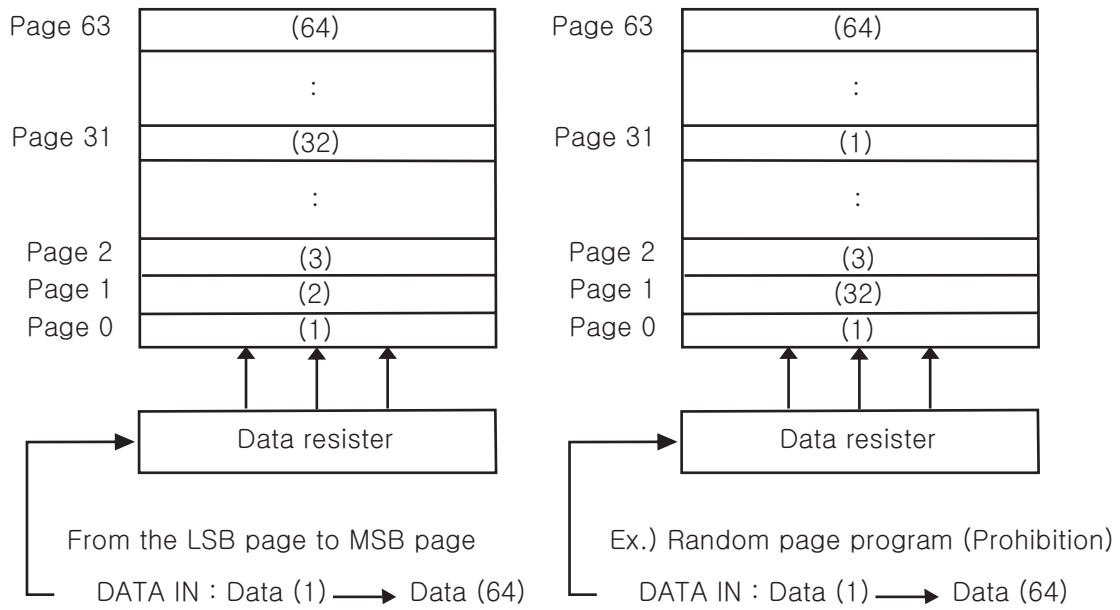 Page 63 (64)
:
Page 31 (32)
:
Page 2 (3)
Page 1 (2)
Page 0 (1)
Data resister
From the LSB page to MSB page
DATA IN : Data (1) Data (64)
Page 63 (64)
:
Page 31 (1)
:
Page 2 (3)
Page 1 (32)
Page 0 (1)
Data resister
Ex.) Random page program (Prohibition)
DATA IN : Data (1) Data (64)